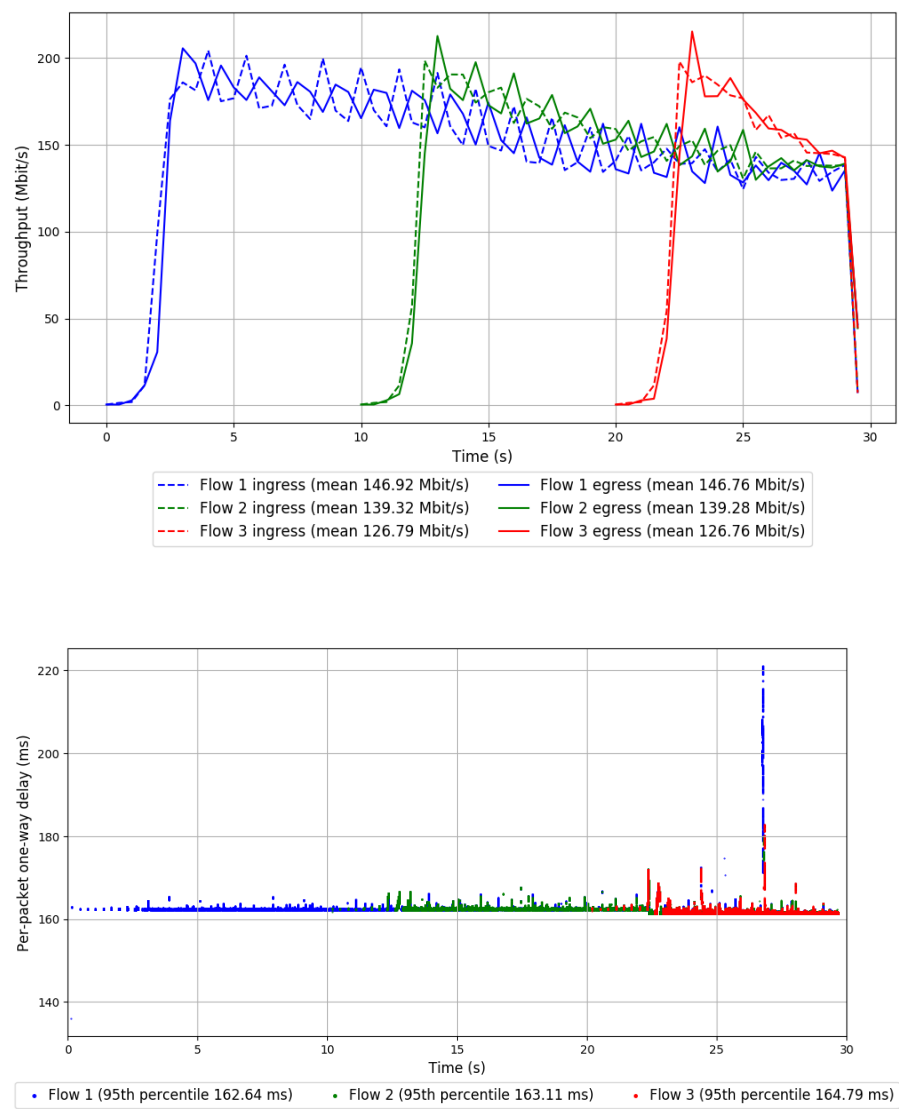 200
150
100
50
0
Throughput (Mbit/s)
0 5 10 15 20 25 30
Time (s)
Flow 1 ingress (mean 146.92 Mbit/s) Flow 1 egress (mean 146.76 Mbit/s)
Flow 2 ingress (mean 139.32 Mbit/s) Flow 2 egress (mean 139.28 Mbit/s)
Flow 3 ingress (mean 126.79 Mbit/s) Flow 3 egress (mean 126.76 Mbit/s)
220
200
180
160
140
Per-packet one-way delay (ms)
0 5 10 15 20 25 30
Time (s)
Flow 1 (95th percentile 162.64 ms) Flow 2 (95th percentile 163.11 ms) Flow 3 (95th percentile 164.79 ms)